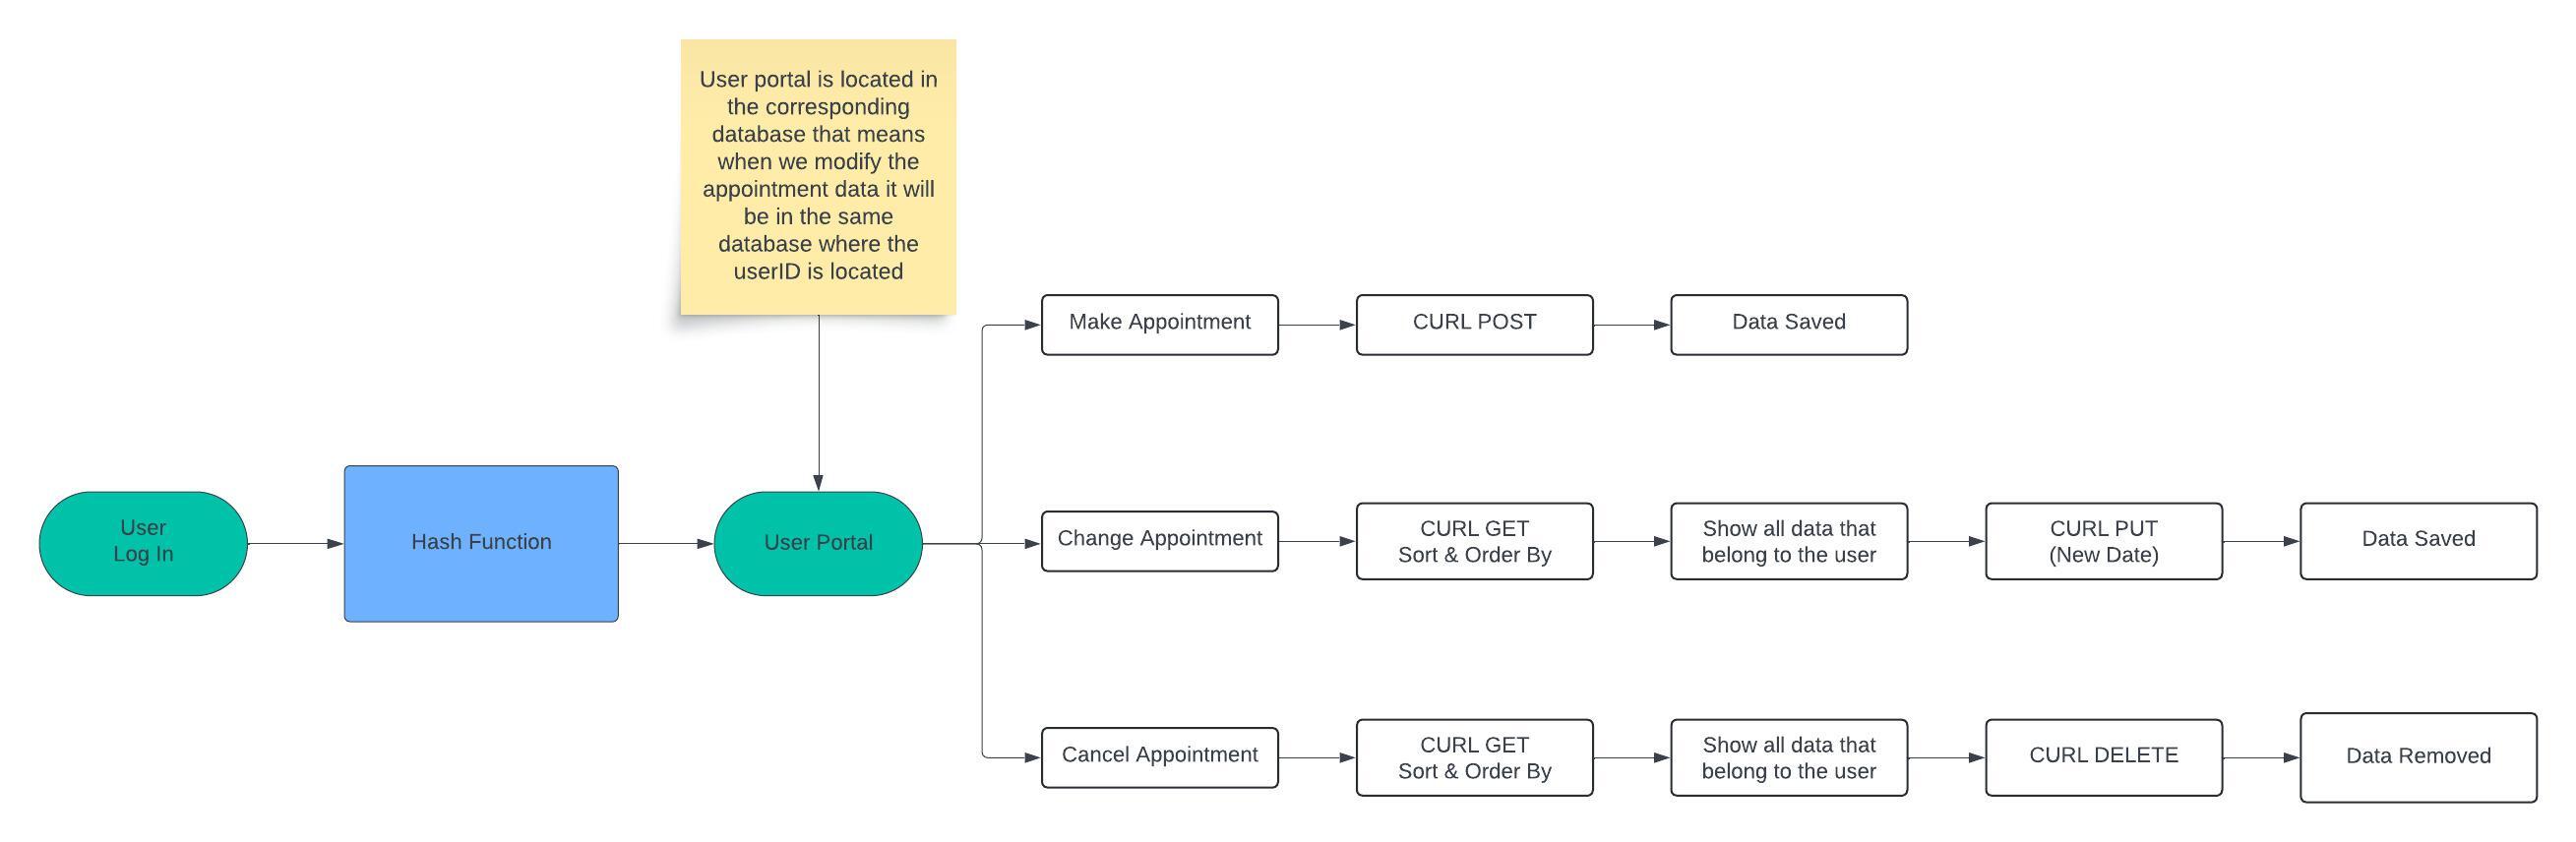 User portal is located in
the corresponding
database that means
when we modify the
appointment data it will
be in the same
database where the
userID is located
Make Appointment
CURL POST
Data Saved
User
Log In
Hash Function
User Portal
Change Appointment
CURL GET
Sort & Order By
Show all data that
belong to the user
CURL PUT
(New Date)
Data Saved
Cancel Appointment
CURL GET
Sort & Order By
Show all data that
belong to the user
CURL DELETE
Data Removed